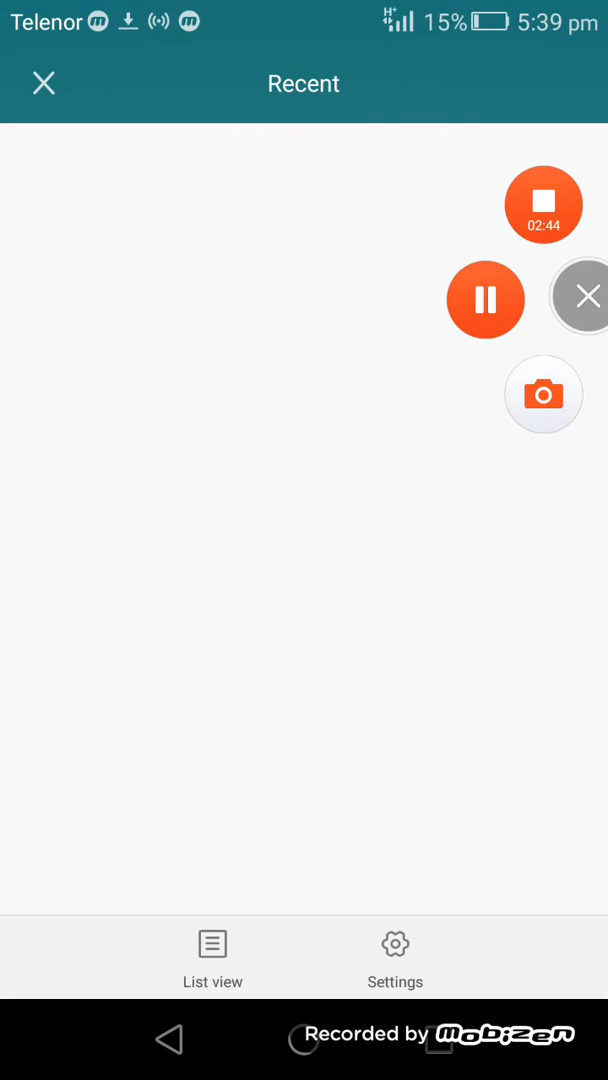 Telenor 15% 5:39 pm
Recent
02:44
List view Settings
Recorded by mobizen